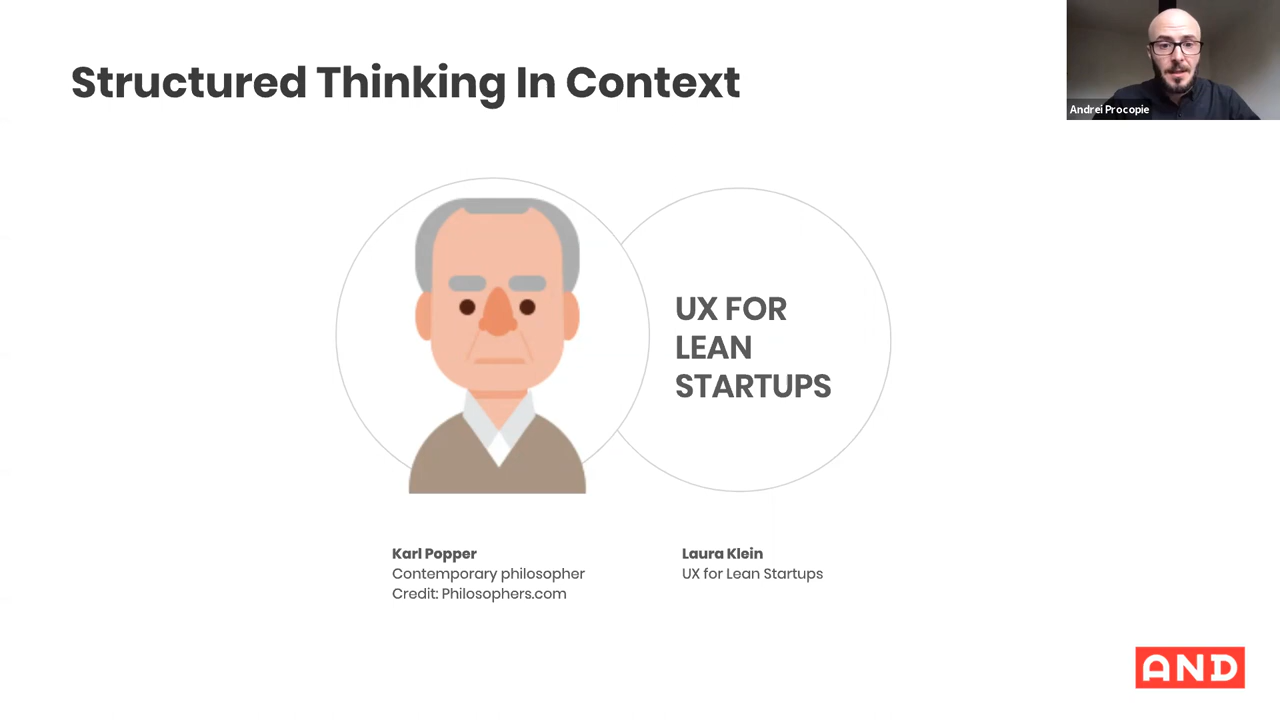 Structured Thinking In Context
Andrei Procopie
UX FOR
LEAN
STARTUPS
Karl Popper
Contemporary philosopher
Credit: Philosophers.com
Laura Klein
UX for Lean Startups
AND